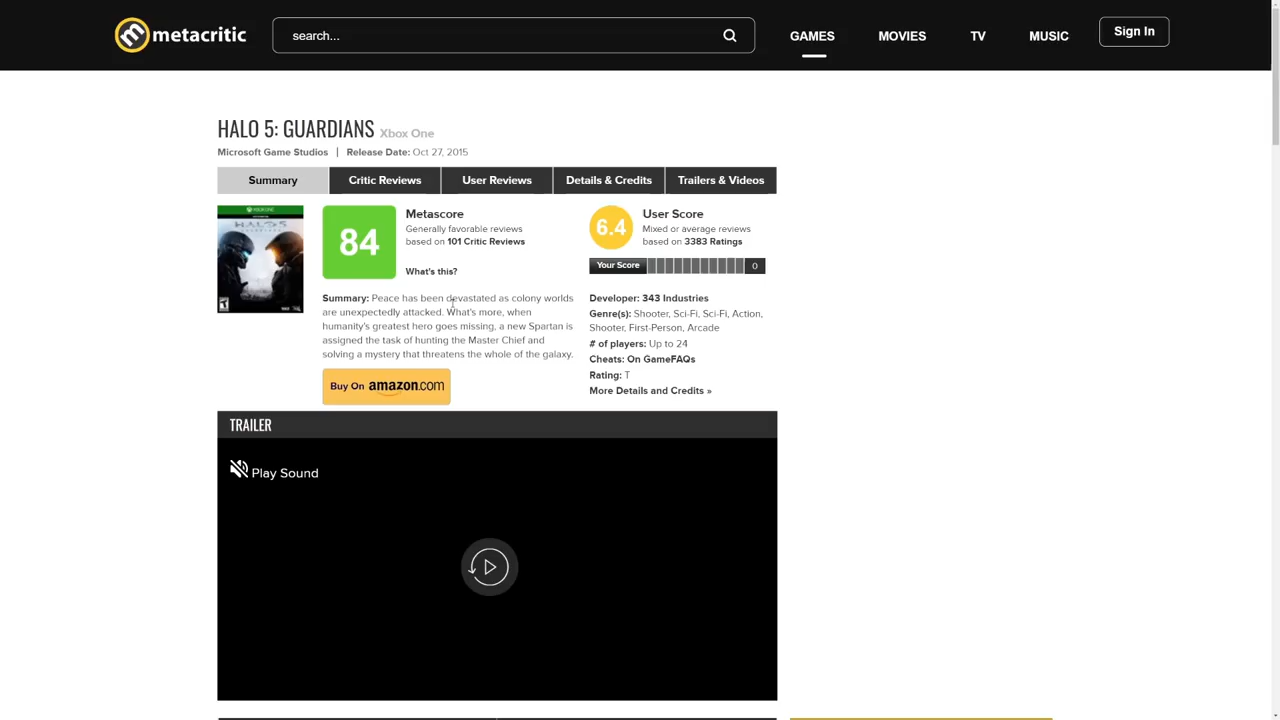 metacritic
search...
GAMES
MOVIES
TV
MUSIC
Sign In
HALO 5: GUARDIANS Xbox One
Microsoft Game Studios | Release Date: Oct 27, 2015
Summary
Critic Reviews
User Reviews
Details & Credits
Trailers & Videos
XBOX ONE
HALO 5
GUARDIANS
84
Metascore
Generally favorable reviews
based on 101 Critic Reviews
What's this?
Summary: Peace has been devastated as colony worlds
are unexpectedly attacked. What's more, when
humanity's greatest hero goes missing, a new Spartan is
assigned the task of hunting the Master Chief and
solving a mystery that threatens the whole of the galaxy.
Buy On amazon.com
6.4
User Score
Mixed or average reviews
based on 3383 Ratings
Your Score
0
Developer: 343 Industries
Genre(s): Shooter, Sci-Fi, Sci-Fi, Action,
Shooter, First-Person, Arcade
# of players: Up to 24
Cheats: On GameFAQs
Rating: T
More Details and Credits »
TRAILER
Play Sound